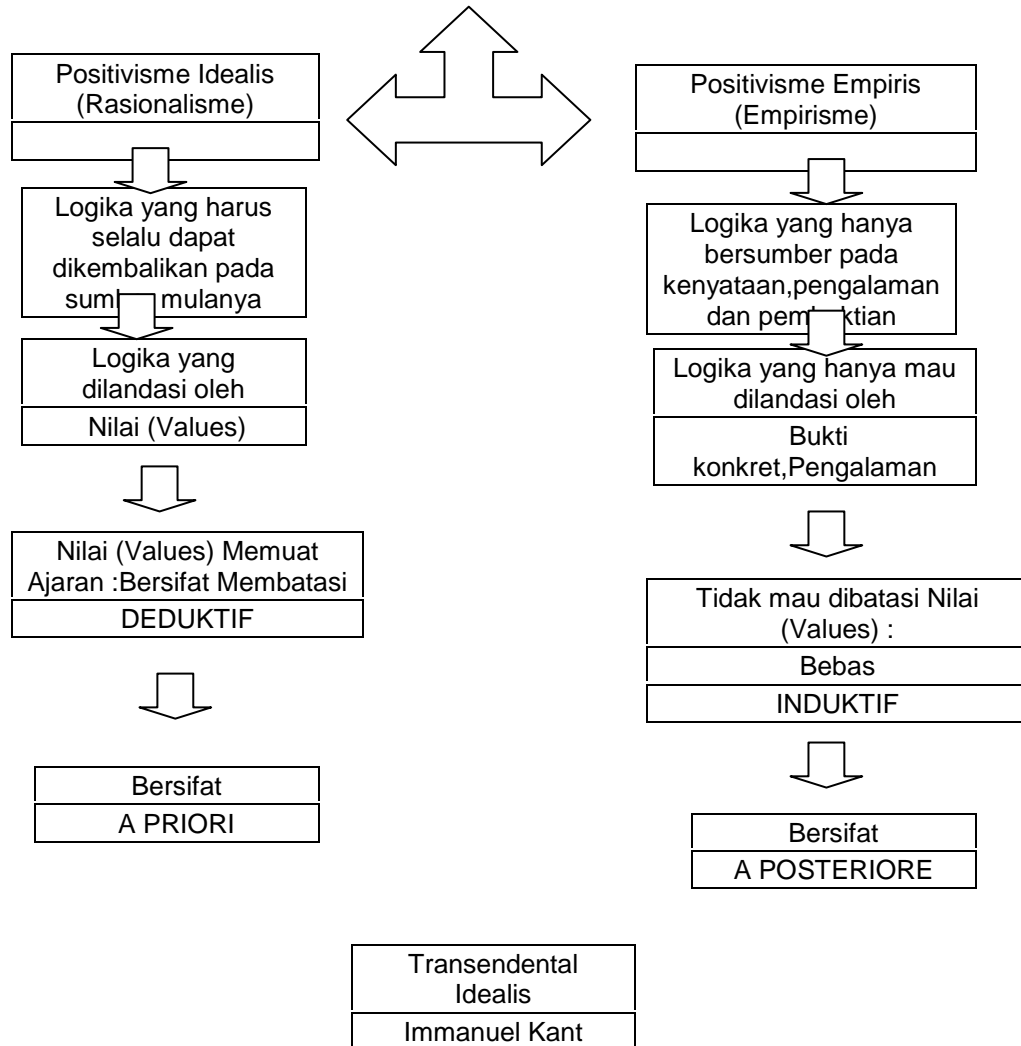 Positivisme Idealis
(Rasionalisme)
Logika yang harus
selalu dapat
dikembalikan pada
mulanya
Logika yang
dilandasi oleh
Nilai (Values)
Nilai (Values) Memuat
Ajaran :Bersifat Membatasi
DEDUKTIF
Bersifat
A PRIORI
Positivisme Empiris
(Empirisme)
Logika yang hanya
bersumber pada
kenyataan,pengalaman
dan
Logika yang hanya mau
dilandasi oleh
Bukti
konkret,Pengalaman
Tidak mau dibatasi Nilai
(Values) :
Bebas
INDUKTIF
Bersifat
A POSTERIORE
Transendental
Idealis
Immanuel Kant